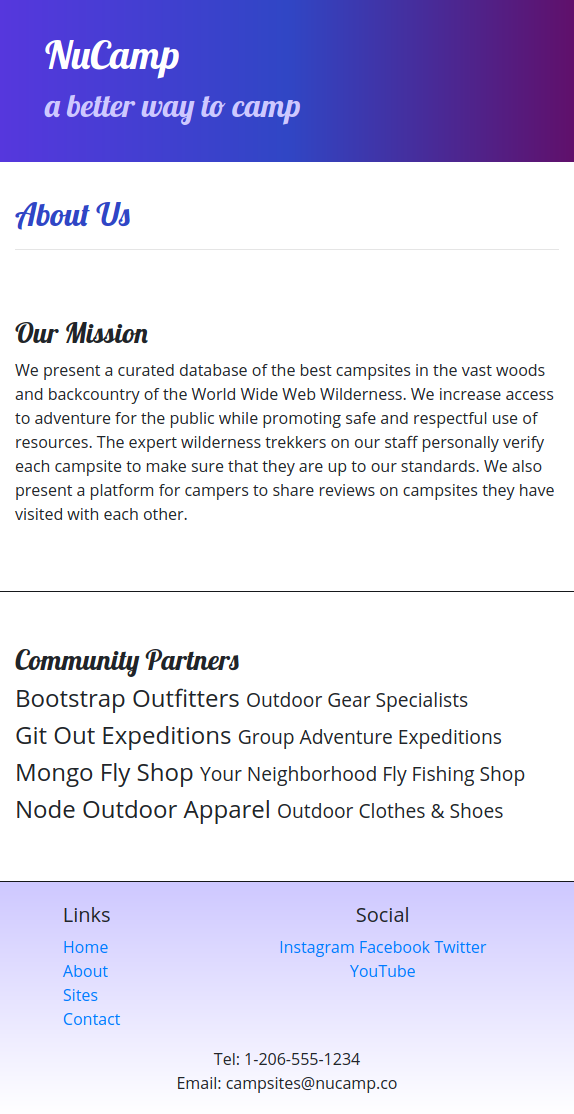 NuCamp
a better way to camp
About Us
Our Mission
We present a curated database of the best campsites in the vast woods
and backcountry of the World Wide Web Wilderness. We increase access
to adventure for the public while promoting safe and respectful use of
resources. The expert wilderness trekkers on our staff personally verify
each campsite to make sure that they are up to our standards. We also
present a platform for campers to share reviews on campsites they have
visited with each other.
Community Partners
Bootstrap Outfitters Outdoor Gear Specialists
Git Out Expeditions Group Adventure Expeditions
Mongo Fly Shop Your Neighborhood Fly Fishing Shop
Node Outdoor Apparel Outdoor Clothes & Shoes
Links
Home
About
Sites
Contact
Social
Instagram Facebook Twitter
YouTube
Tel: 1-206-555-1234
Email: campsites@nucamp.co